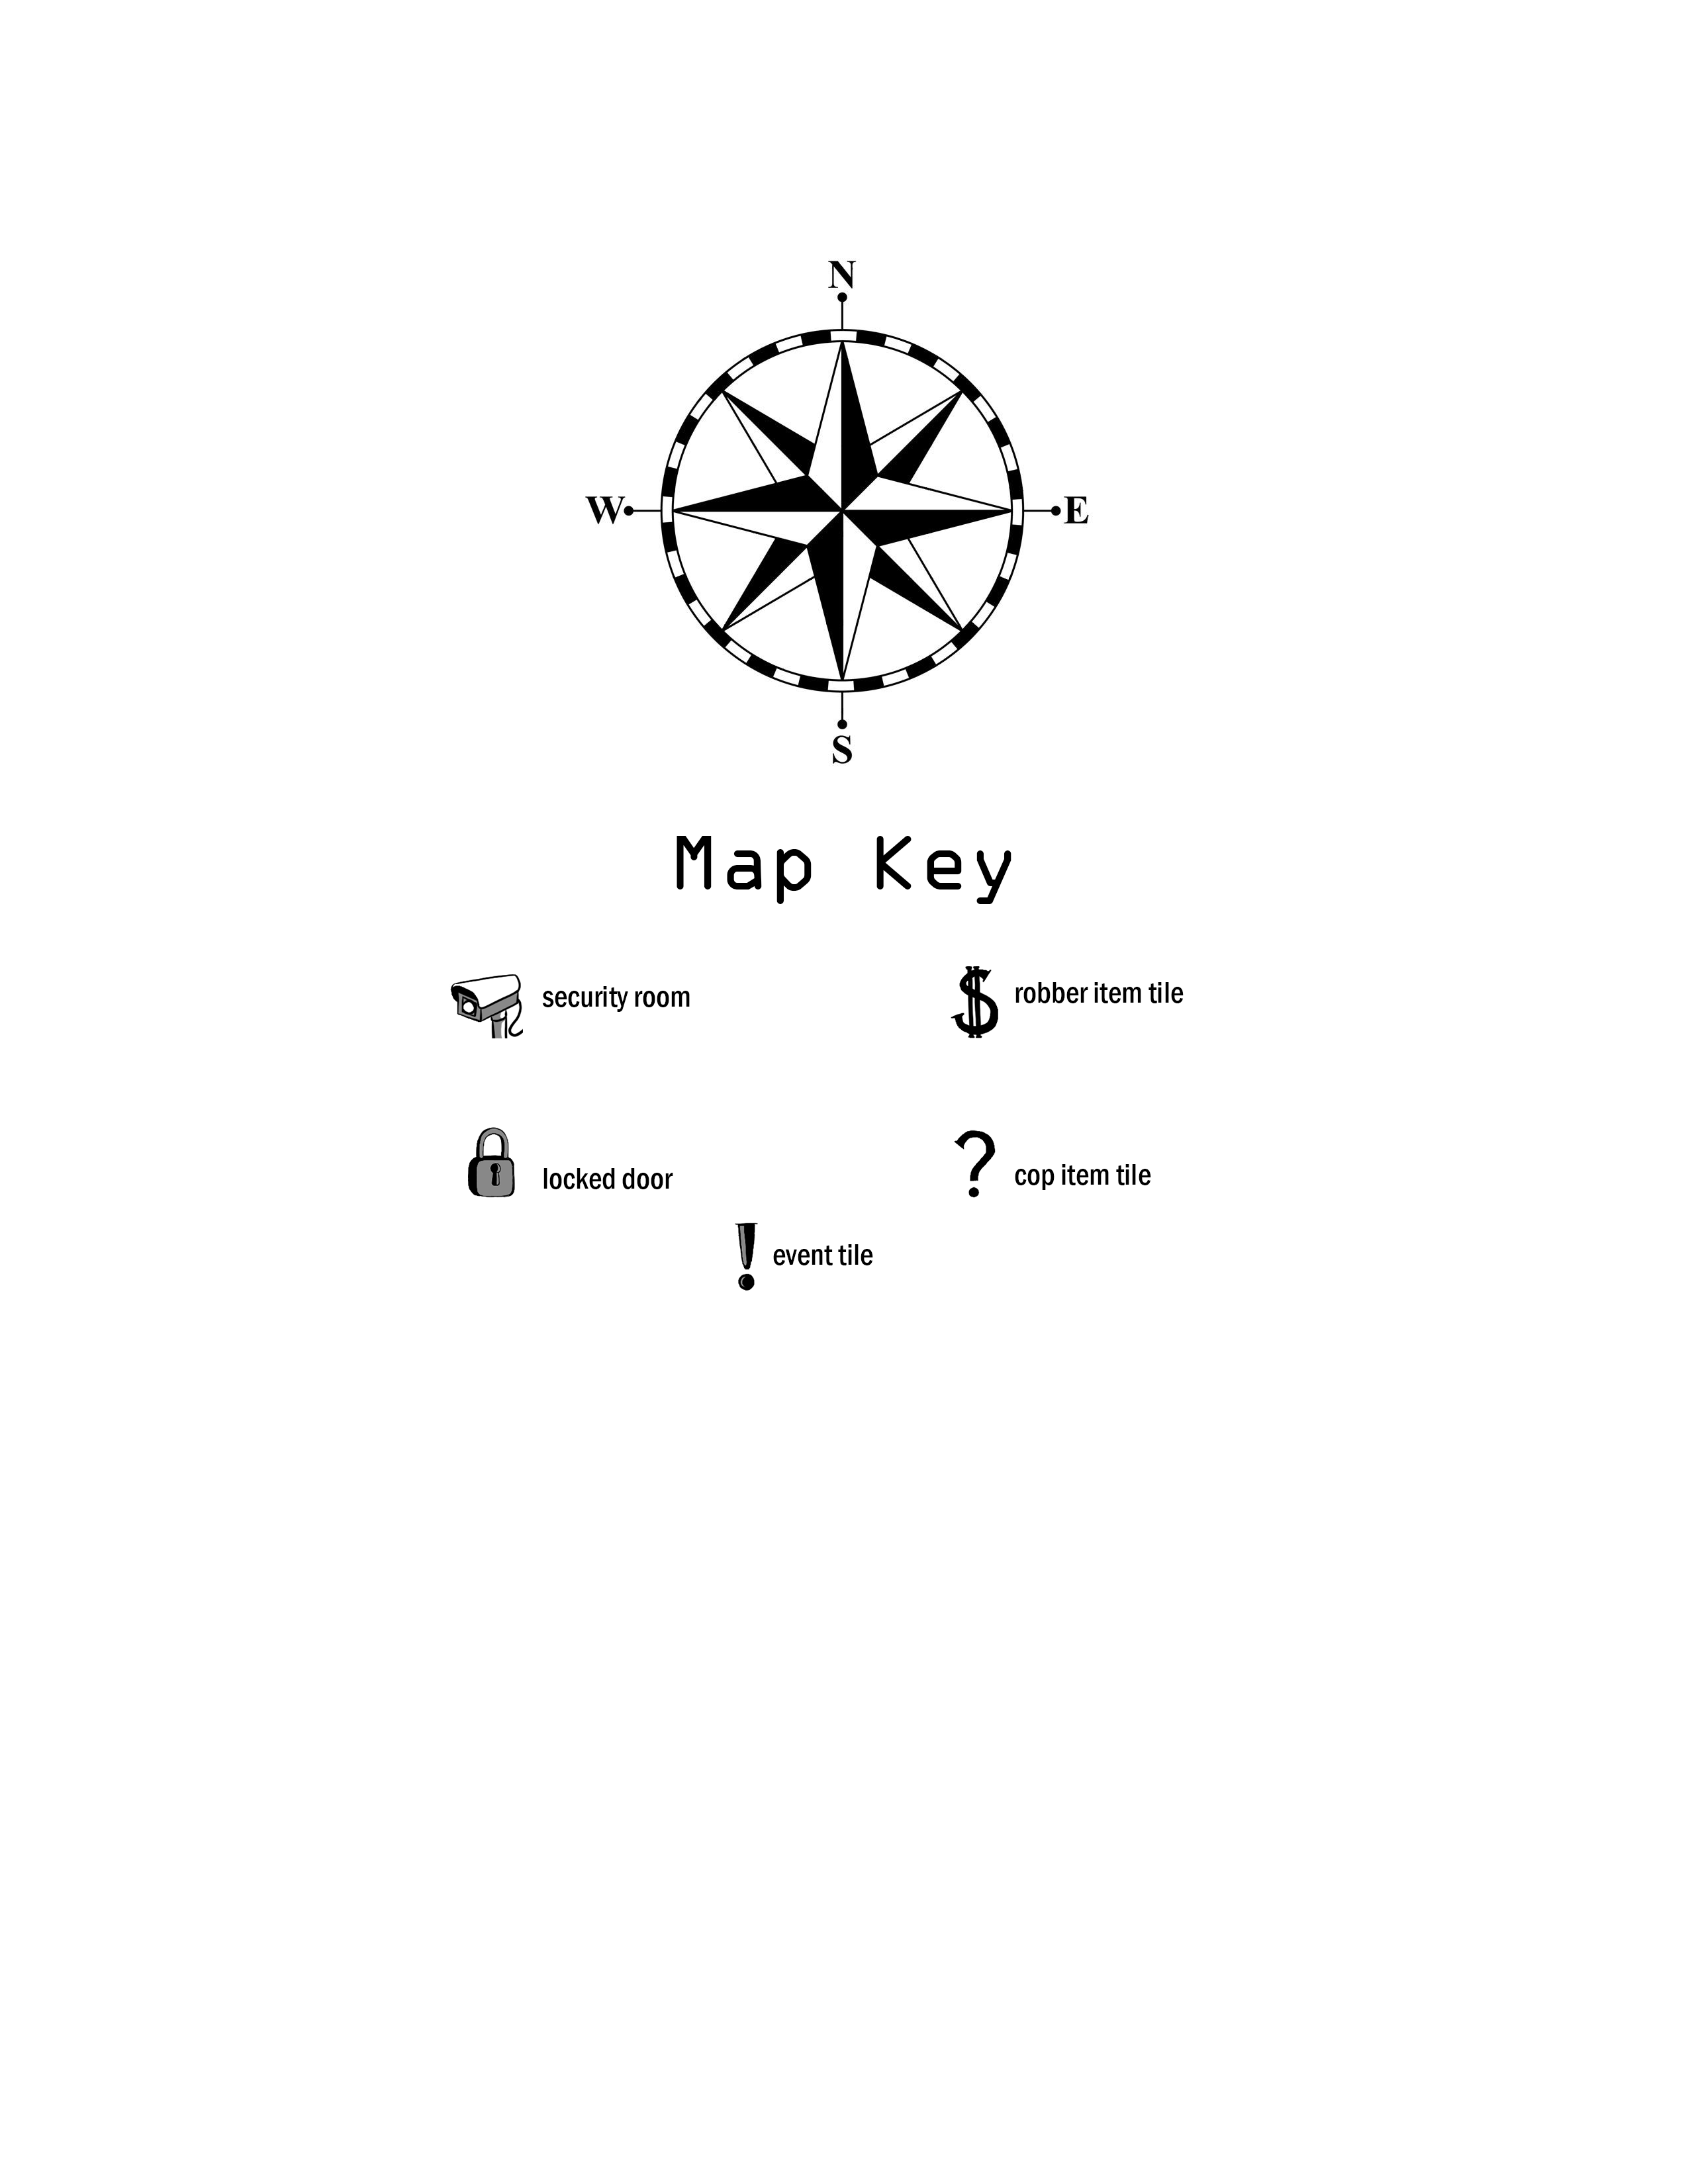 N
W
E
S
Map Key
security room
$ robber item tile
locked door
? cop item tile
! event tile